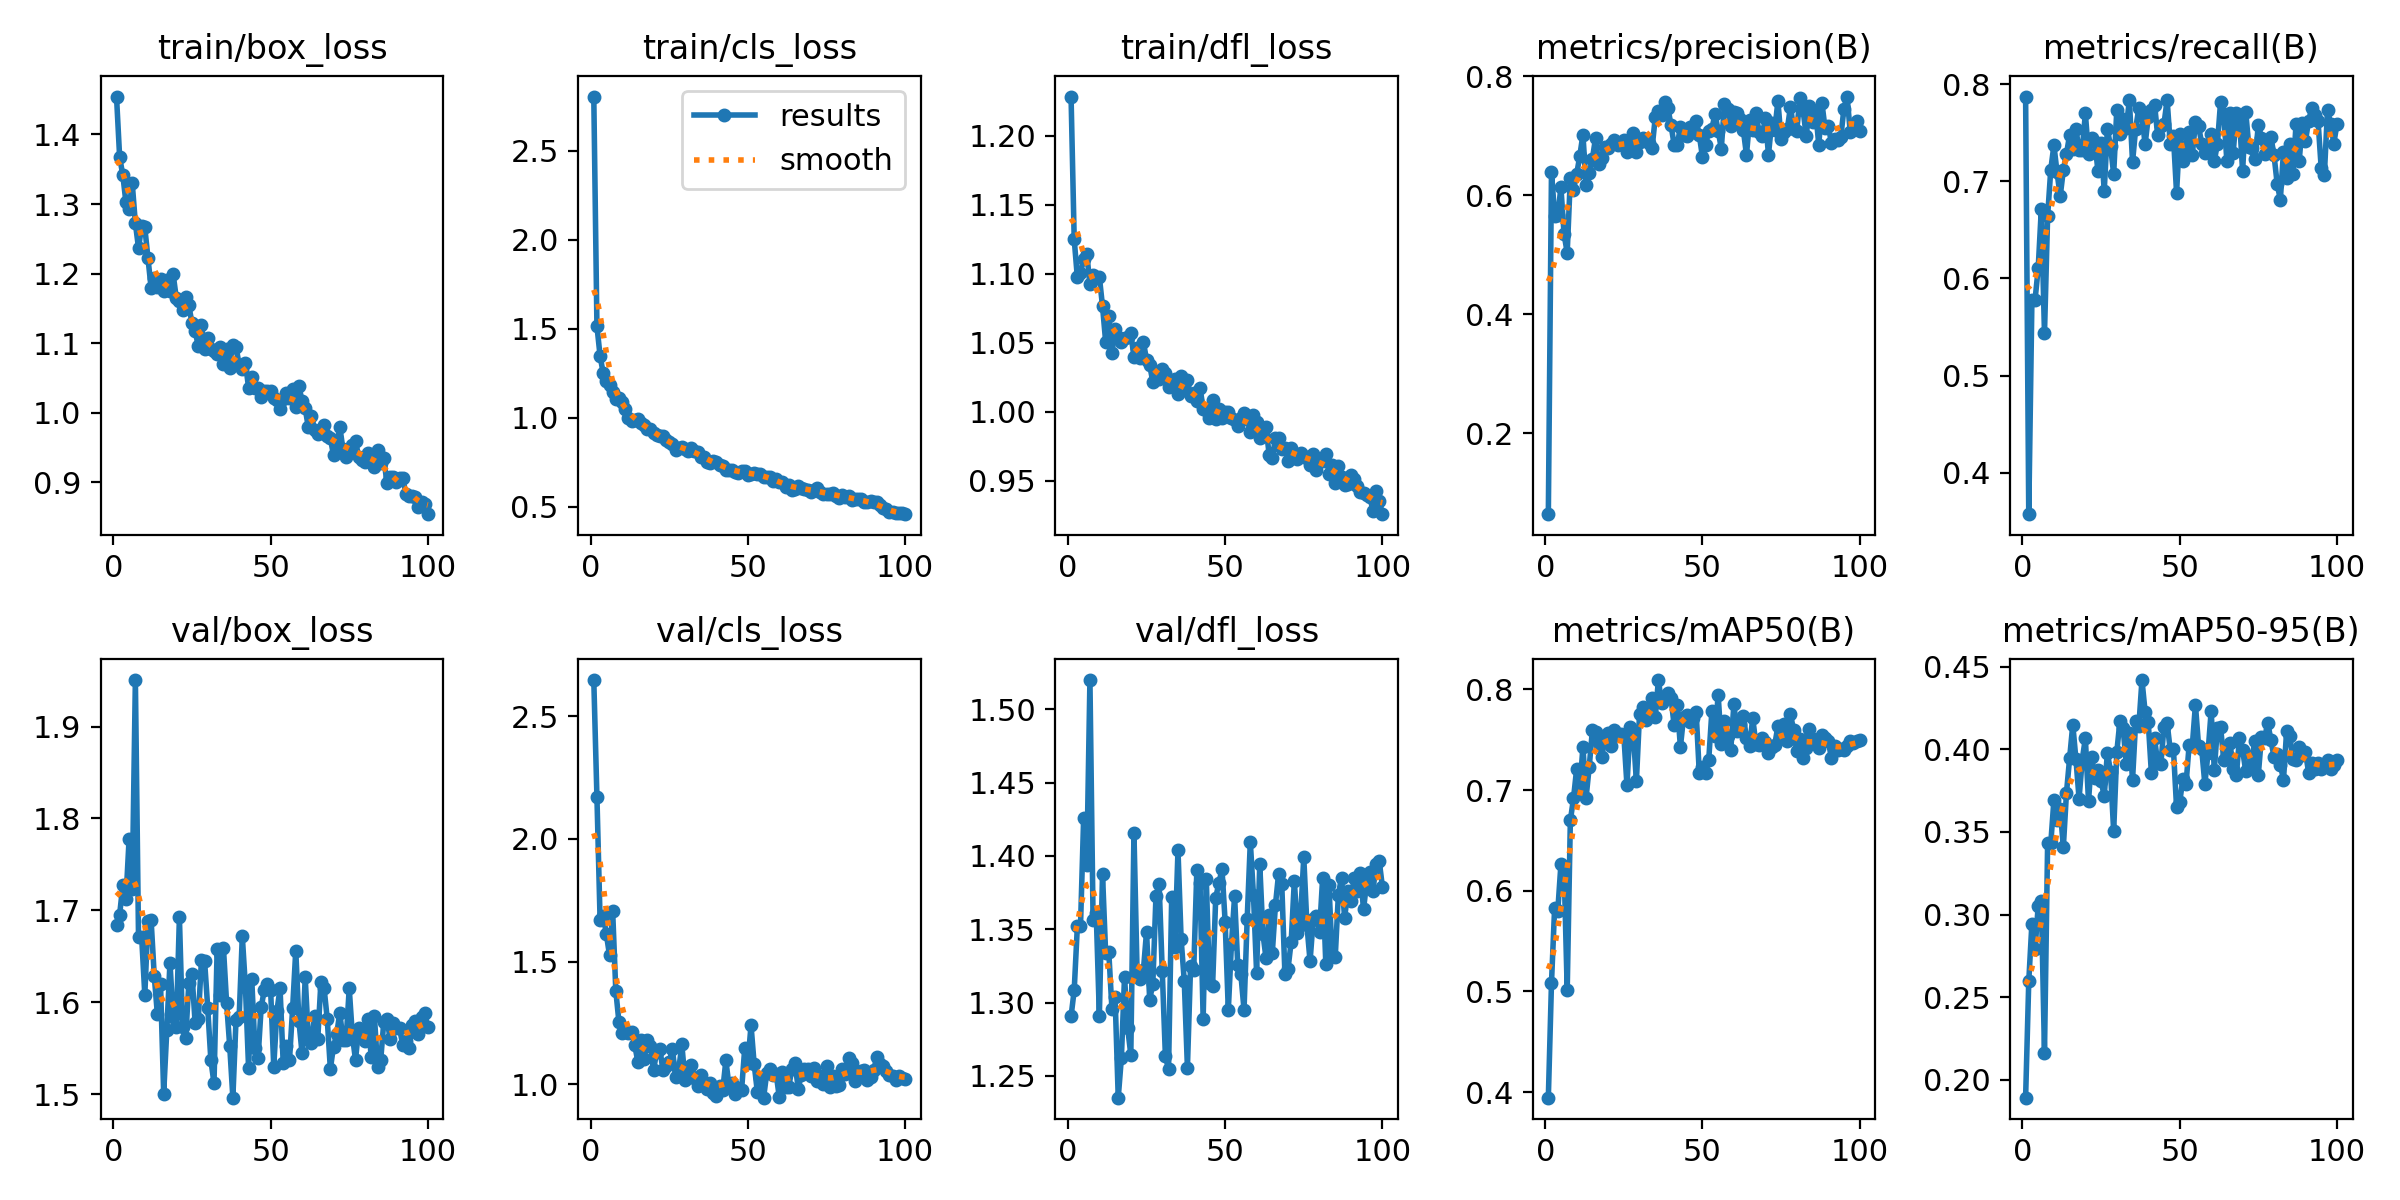 train/box_loss
1.4
1.3
1.2
1.1
1.0
0.9
0 50 100
train/cls_loss
results
smooth
2.5
2.0
1.5
1.0
0.5
0 50 100
train/dfl_loss
1.20
1.15
1.10
1.05
1.00
0.95
0 50 100
metrics/precision(B)
0.8
0.6
0.4
0.2
0 50 100
metrics/recall(B)
0.8
0.7
0.6
0.5
0.4
0 50 100
val/box_loss
1.9
1.8
1.7
1.6
1.5
0 50 100
val/cls_loss
2.5
2.0
1.5
1.0
0 50 100
val/dfl_loss
1.50
1.45
1.40
1.35
1.30
1.25
0 50 100
metrics/mAP50(B)
0.8
0.7
0.6
0.5
0.4
0 50 100
metrics/mAP50-95(B)
0.45
0.40
0.35
0.30
0.25
0.20
0 50 100